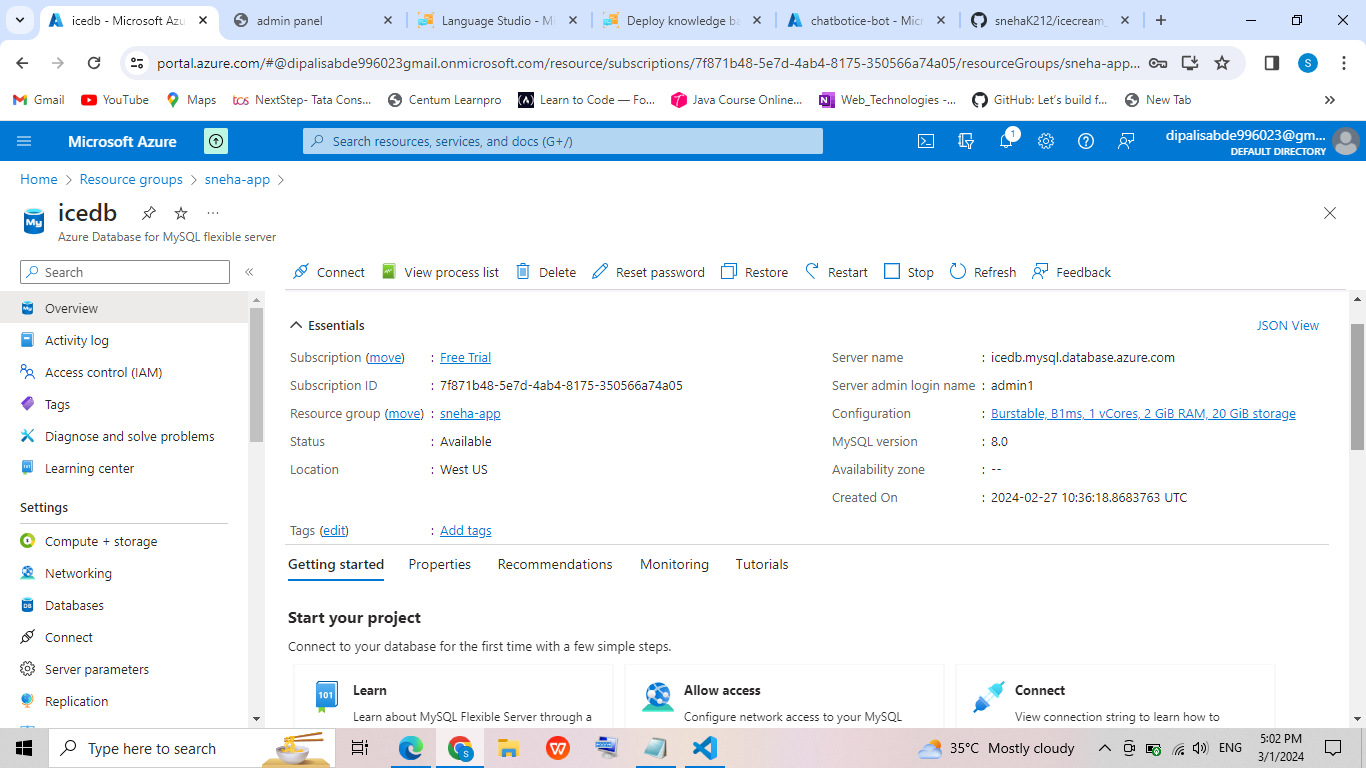 icedb - Microsoft Azu
admin panel
Language Studio - Mi
Deploy knowledge ba
chatbotice-bot - Micr
snehaK212/icecream_
portal.azure.com/#@dipalisabde996023gmail.onmicrosoft.com/resource/subscriptions/7f871b48-5e7d-4ab4-8175-350566a74a05/resourceGroups/sneha-app...
S
Gmail
YouTube
Maps
tcs NextStep- Tata Cons...
Centum Learnpro
Learn to Code — Fo...
Java Course Online...
Web_Technologies -...
GitHub: Let's build f...
New Tab
Microsoft Azure
Search resources, services, and docs (G+/)
1
dipalisabde996023@gm...
DEFAULT DIRECTORY
Home > Resource groups > sneha-app >
My
icedb
Azure Database for MySQL flexible server
Search
Connect View process list Delete Reset password Restore Restart Stop Refresh Feedback
Overview
Activity log
Access control (IAM)
Tags
Diagnose and solve problems
Learning center
Settings
Compute + storage
Networking
Databases
Connect
Server parameters
Replication
Essentials
JSON View
Subscription (move) : Free Trial
Subscription ID : 7f871b48-5e7d-4ab4-8175-350566a74a05
Resource group (move) : sneha-app
Status : Available
Location : West US
Server name : icedb.mysql.database.azure.com
Server admin login name : admin1
Configuration : Burstable, B1ms, 1 vCores, 2 GiB RAM, 20 GiB storage
MySQL version : 8.0
Availability zone : --
Created On : 2024-02-27 10:36:18.8683763 UTC
Tags (edit) : Add tags
Getting started Properties Recommendations Monitoring Tutorials
Start your project
Connect to your database for the first time with a few simple steps.
101
Learn
Learn about MySQL Flexible Server through a
Allow access
Configure network access to your MySQL
Connect
View connection string to learn how to
Type here to search
S
35°C Mostly cloudy
ENG
5:02 PM
3/1/2024